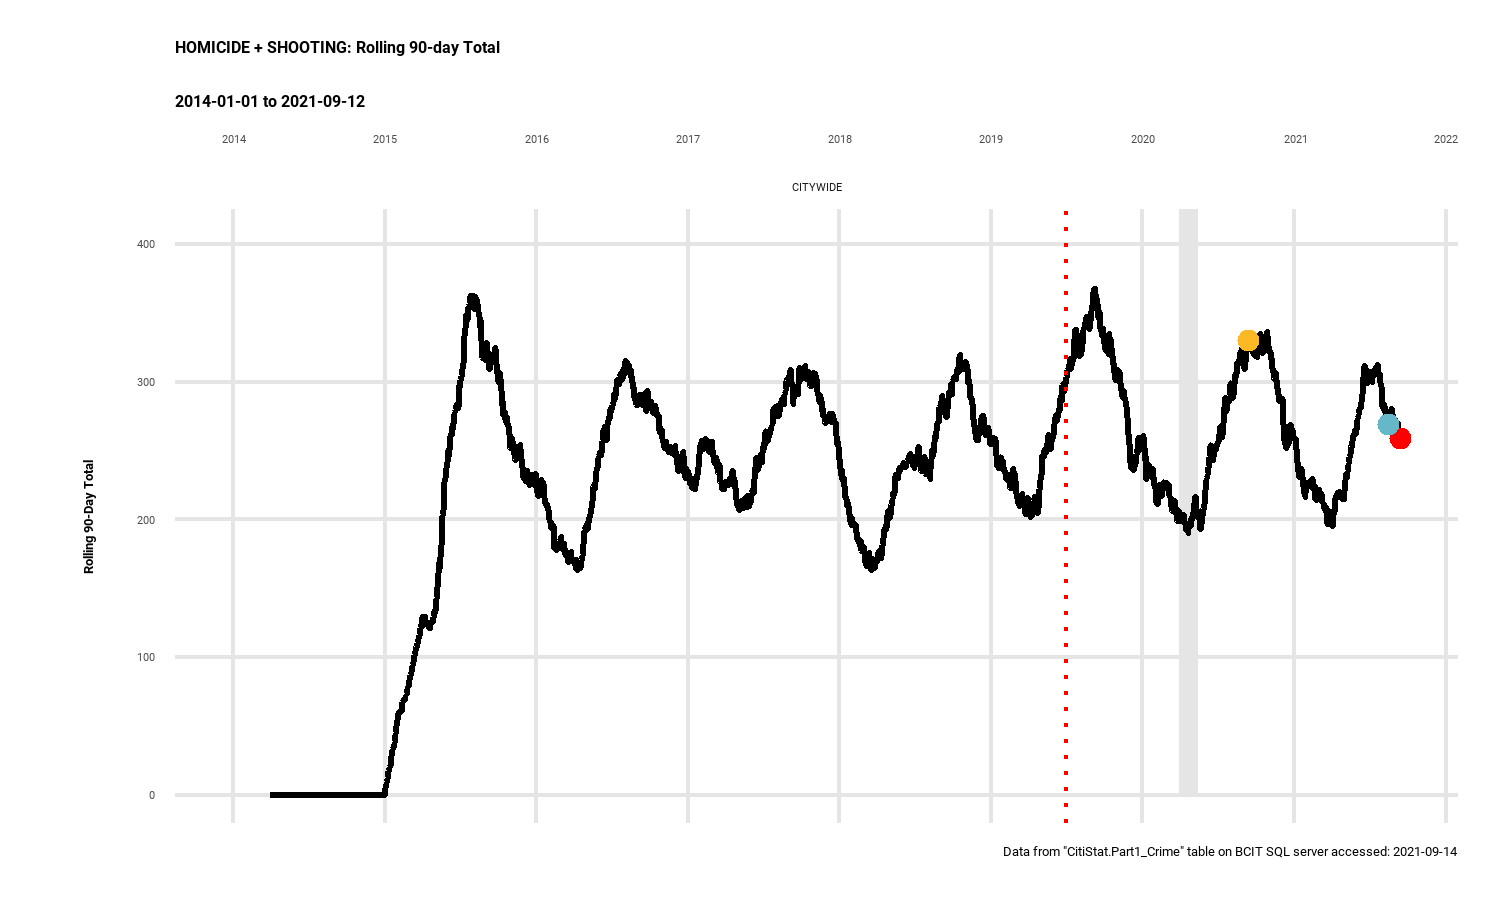 HOMICIDE + SHOOTING: Rolling 90-day Total
2014-01-01 to 2021-09-12
2014 2015 2016 2017 2018 2019 2020 2021 2022
CITYWIDE
400
300
200
100
0
Rolling 90-Day Total
Data from "CitiStat.Part1_Crime" table on BCIT SQL server accessed: 2021-09-14